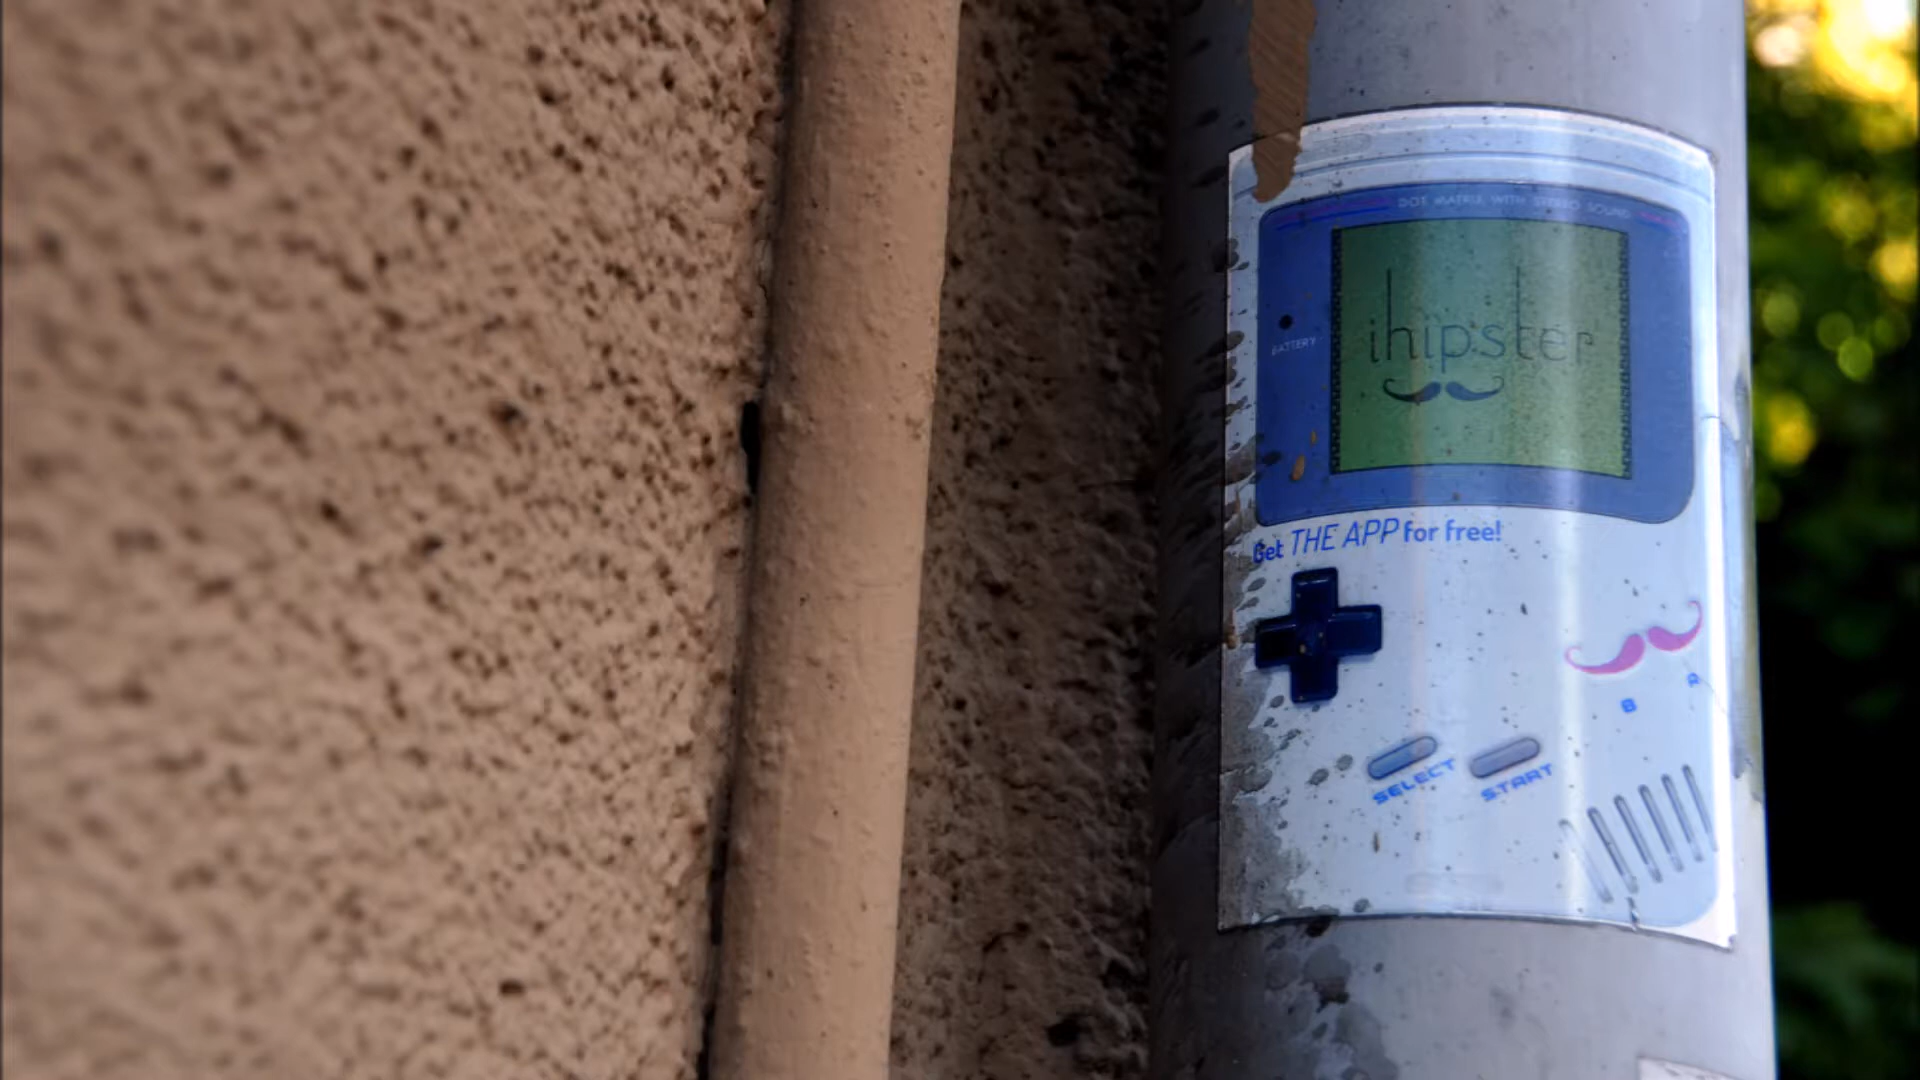 DOT MATRIX WITH STEREO SOUND
BATTERY
ihipster
Get THE APP for free!
B A
SELECT START